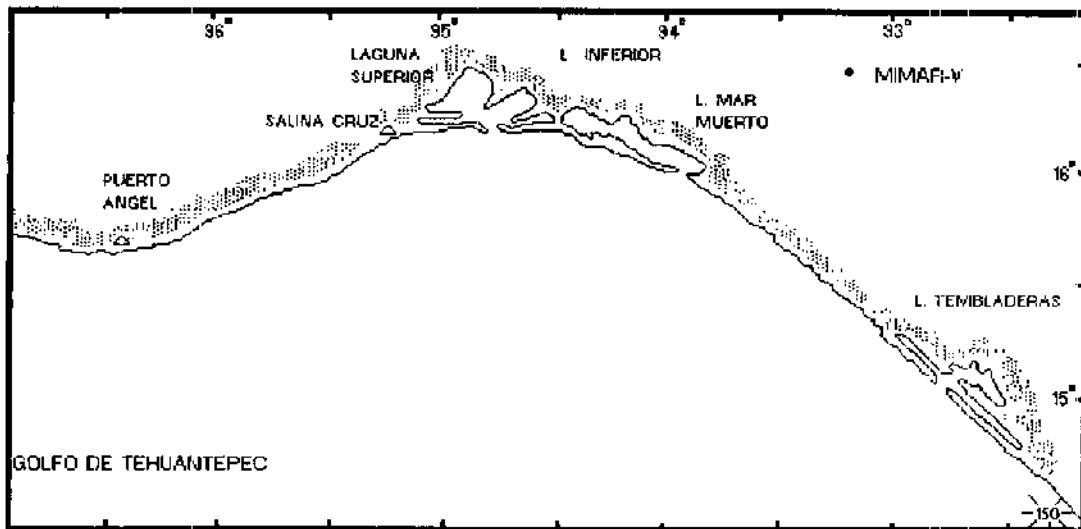 96° 95° 94° 93°
LAGUNA
SUPERIOR
L INFERIOR
• MIMAR-V
L. MAR
MUERTO
SALINA CRUZ
16°
PUERTO
ANGEL
L. TEMBLADERAS
15°
GOLFO DE TEHUANTEPEC
150